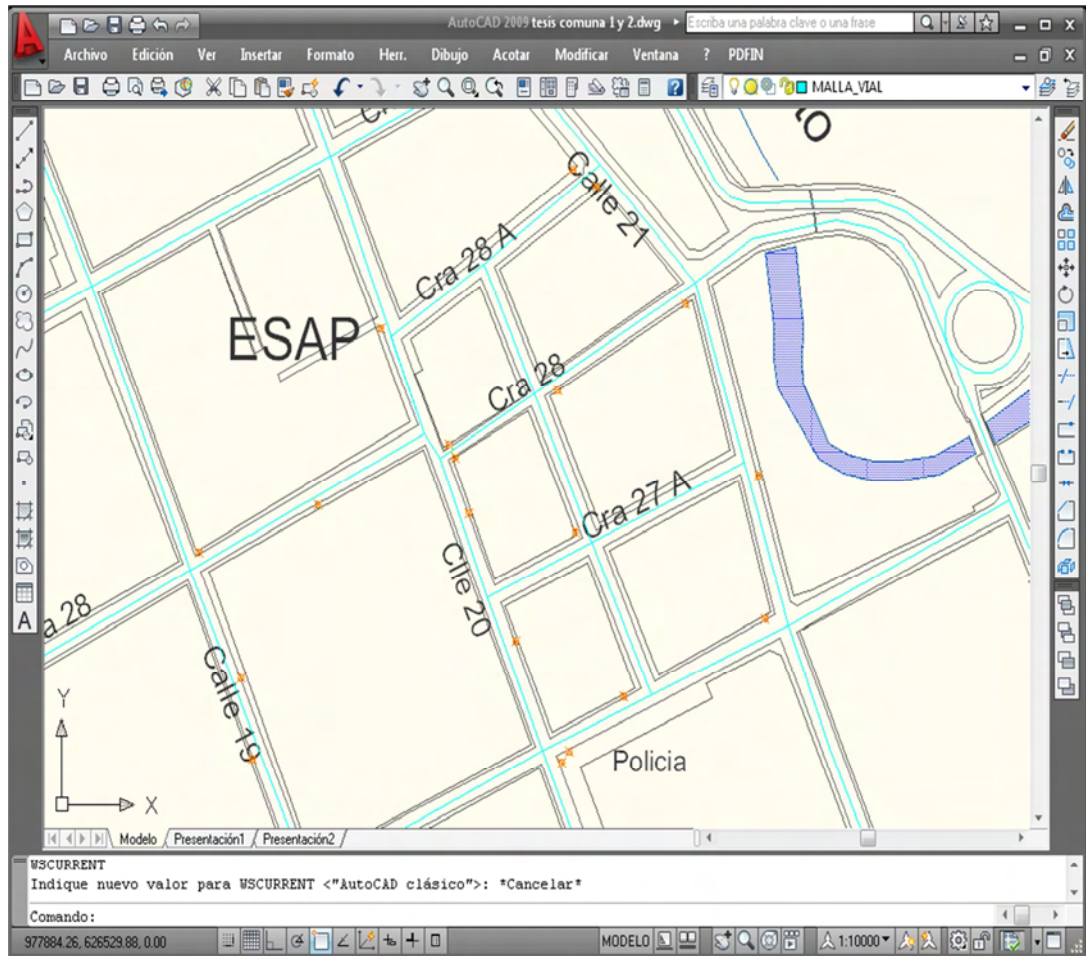 AutoCAD 2009 tesis comuna 1 y 2.dwg
Escriba una palabra clave o una frase
Archivo Edición Ver Insertar Formato Herr. Dibujo Acotar Modificar Ventana ? PDFIN
MALLA_VIAL
Calle 21
Cra 28 A
ESAP
Cra 28
Cra 27 A
Clle 20
a 28
Calle 19
Policia
Y
X
A
Modelo Presentación1 Presentación2
WSCURRENT
Indique nuevo valor para WSCURRENT <"AutoCAD clásico">: *Cancelar*
Comando:
977884.26, 626529.88, 0.00
MODELO
1:10000